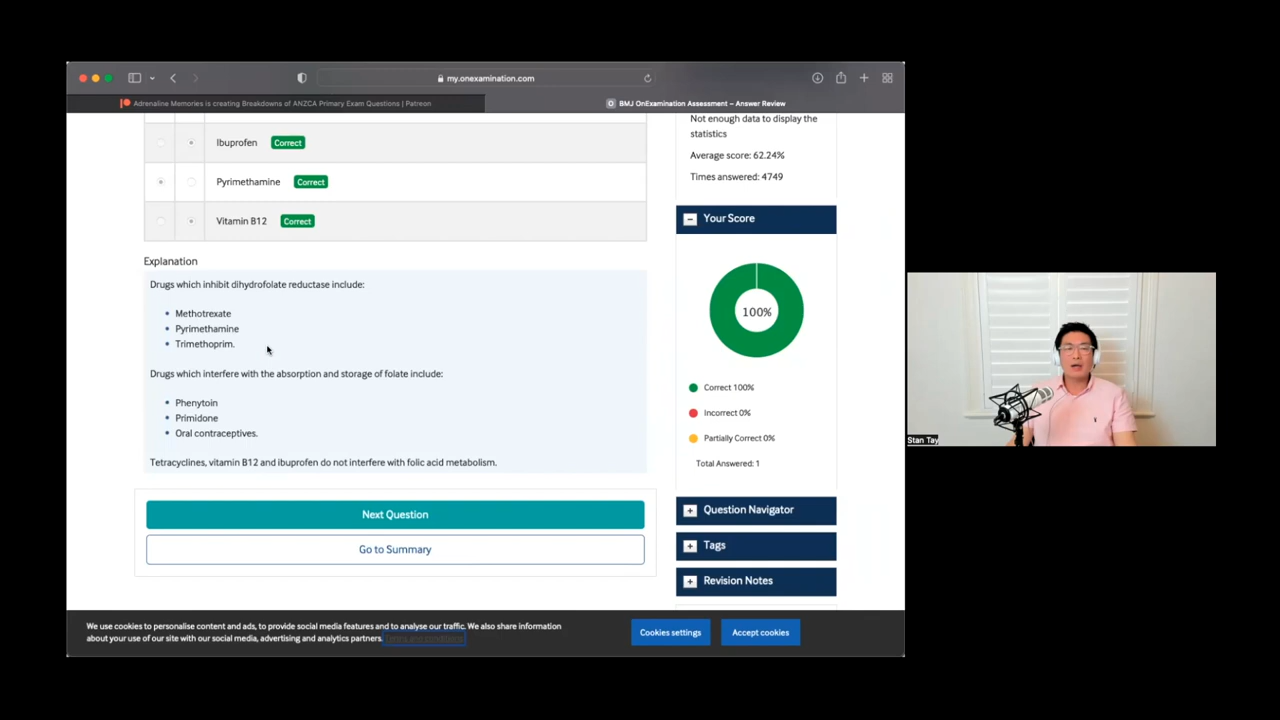 my.onexamination.com
Adrenaline Memories is creating Breakdowns of ANZCA Primary Exam Questions | Patreon
BMJ OnExamination Assessment – Answer Review
Ibuprofen Correct
Pyrimethamine Correct
Vitamin B12 Correct
Explanation
Drugs which inhibit dihydrofolate reductase include:
• Methotrexate
• Pyrimethamine
• Trimethoprim.
Drugs which interfere with the absorption and storage of folate include:
• Phenytoin
• Primidone
• Oral contraceptives.
Tetracyclines, vitamin B12 and ibuprofen do not interfere with folic acid metabolism.
Next Question
Go to Summary
Not enough data to display the
statistics
Average score: 62.24%
Times answered: 4749
Your Score
100%
Correct 100%
Incorrect 0%
Partially Correct 0%
Total Answered: 1
Question Navigator
Tags
Revision Notes
We use cookies to personalise content and ads, to provide social media features and to analyse our traffic. We also share information
about your use of our site with our social media, advertising and analytics partners. Terms and conditions
Cookies settings
Accept cookies
Stan Tay